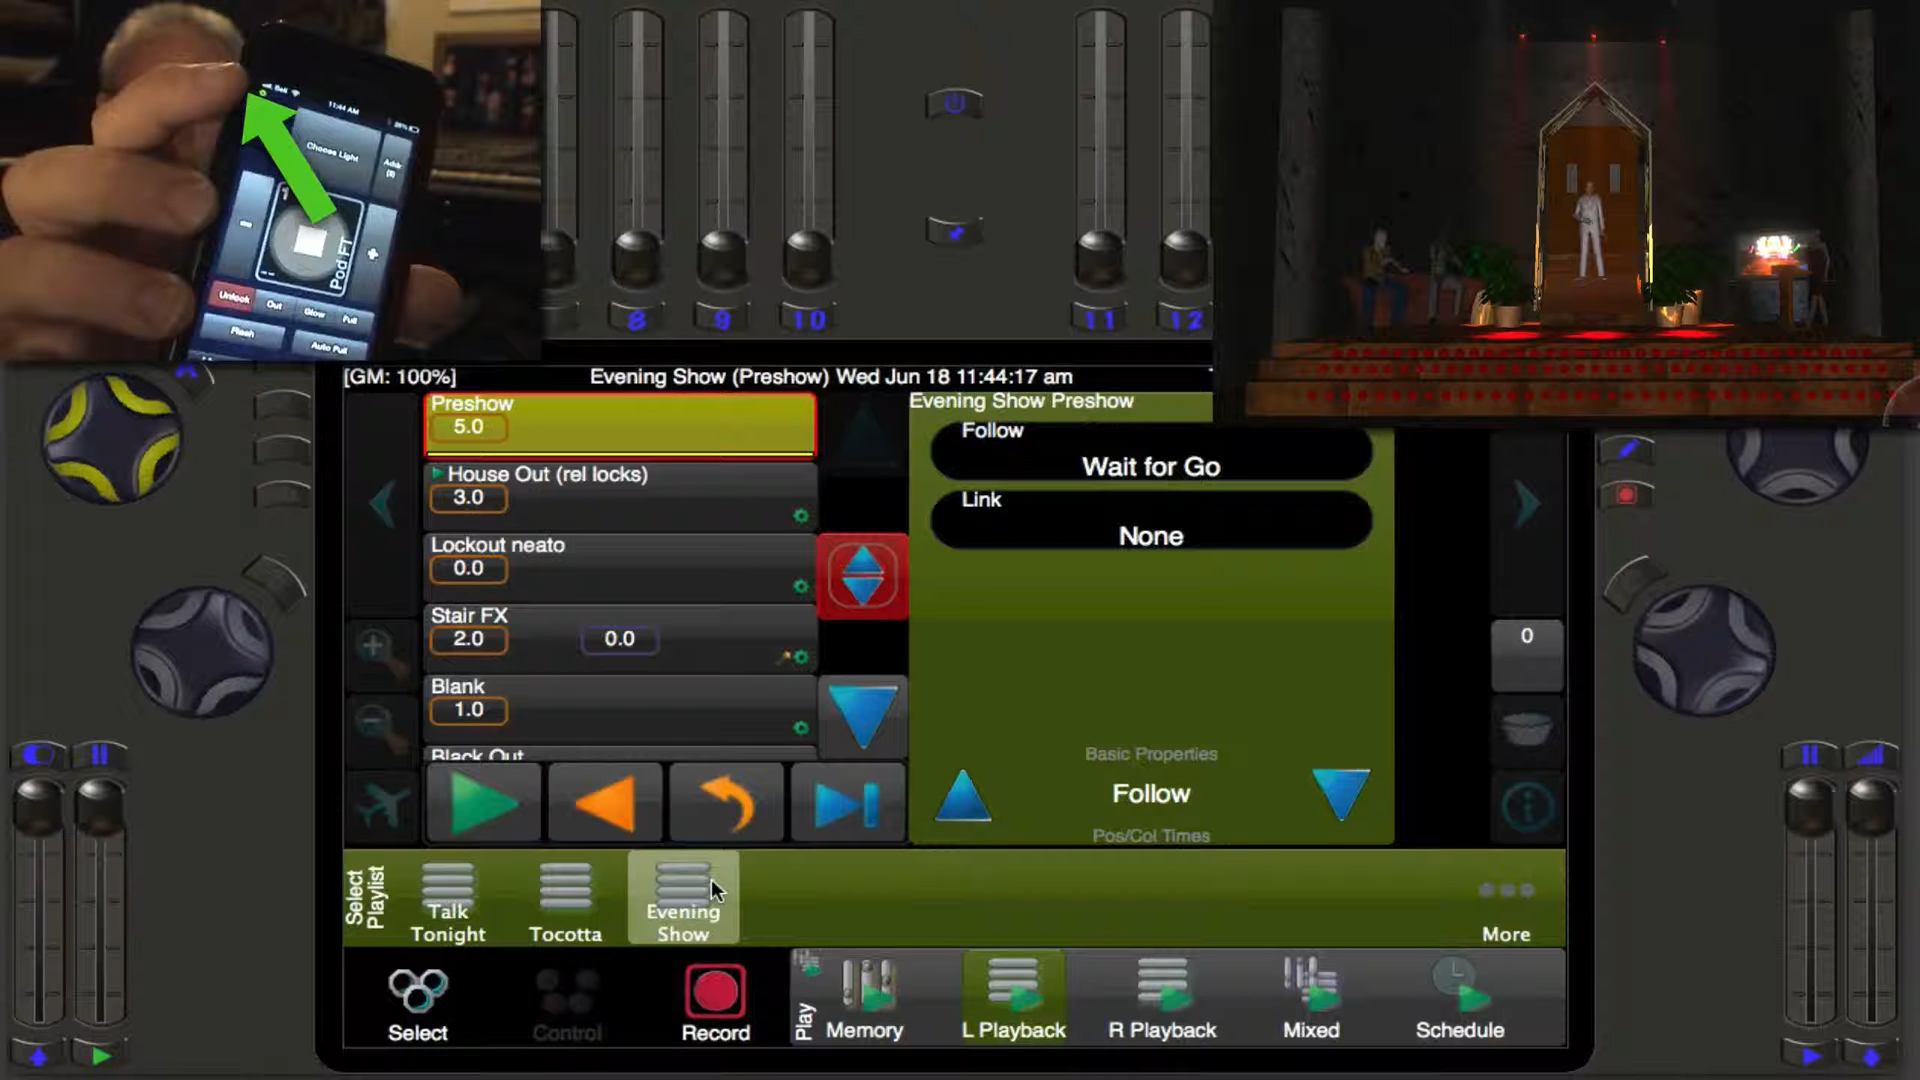 11:44 AM
Choose Light
Pod FT
Unlock
Out
Glow
Full
Flash
Auto Full
8
9
10
11
12
[GM: 100%]
Evening Show (Preshow) Wed Jun 18 11:44:17 am
Preshow
5.0
House Out (rel locks)
3.0
Lockout neato
0.0
Stair FX
2.0
0.0
Blank
1.0
Black Out
Evening Show Preshow
Follow
Wait for Go
Link
None
Basic Properties
Follow
Pos/Col Times
0
Select
Playlist
Talk
Tonight
Tocotta
Evening
Show
More
Select
Control
Record
Play
Memory
L Playback
R Playback
Mixed
Schedule